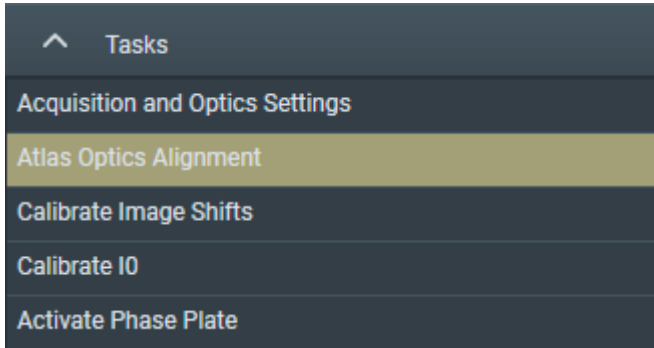 Tasks
Acquisition and Optics Settings
Atlas Optics Alignment
Calibrate Image Shifts
Calibrate I0
Activate Phase Plate